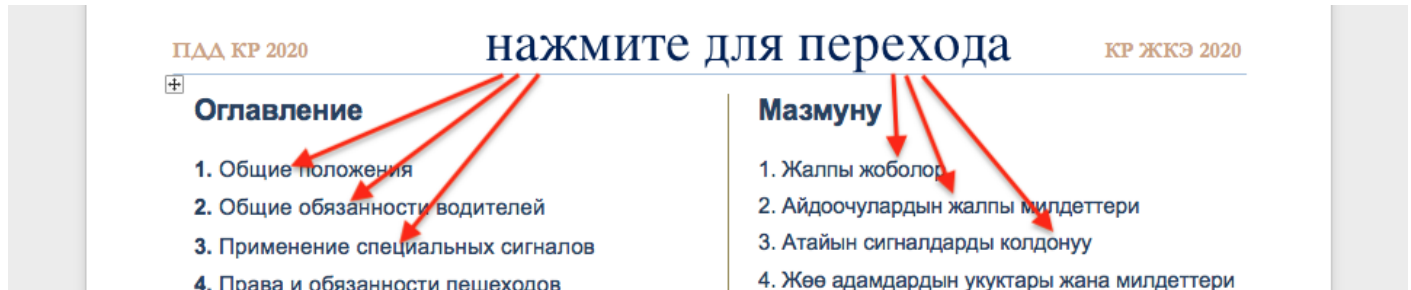 ПДД КР 2020
нажмите для перехода
КР ЖКЭ 2020
Оглавление
1. Общие положения
2. Общие обязанности водителей
3. Применение специальных сигналов
4. Права и обязанности пешеходов
Мазмуну
1. Жалпы жоболор
2. Айдоочулардын жалпы милдеттери
3. Атайын сигналдарды колдонуу
4. Жөө адамдардын укуктары жана милдеттери